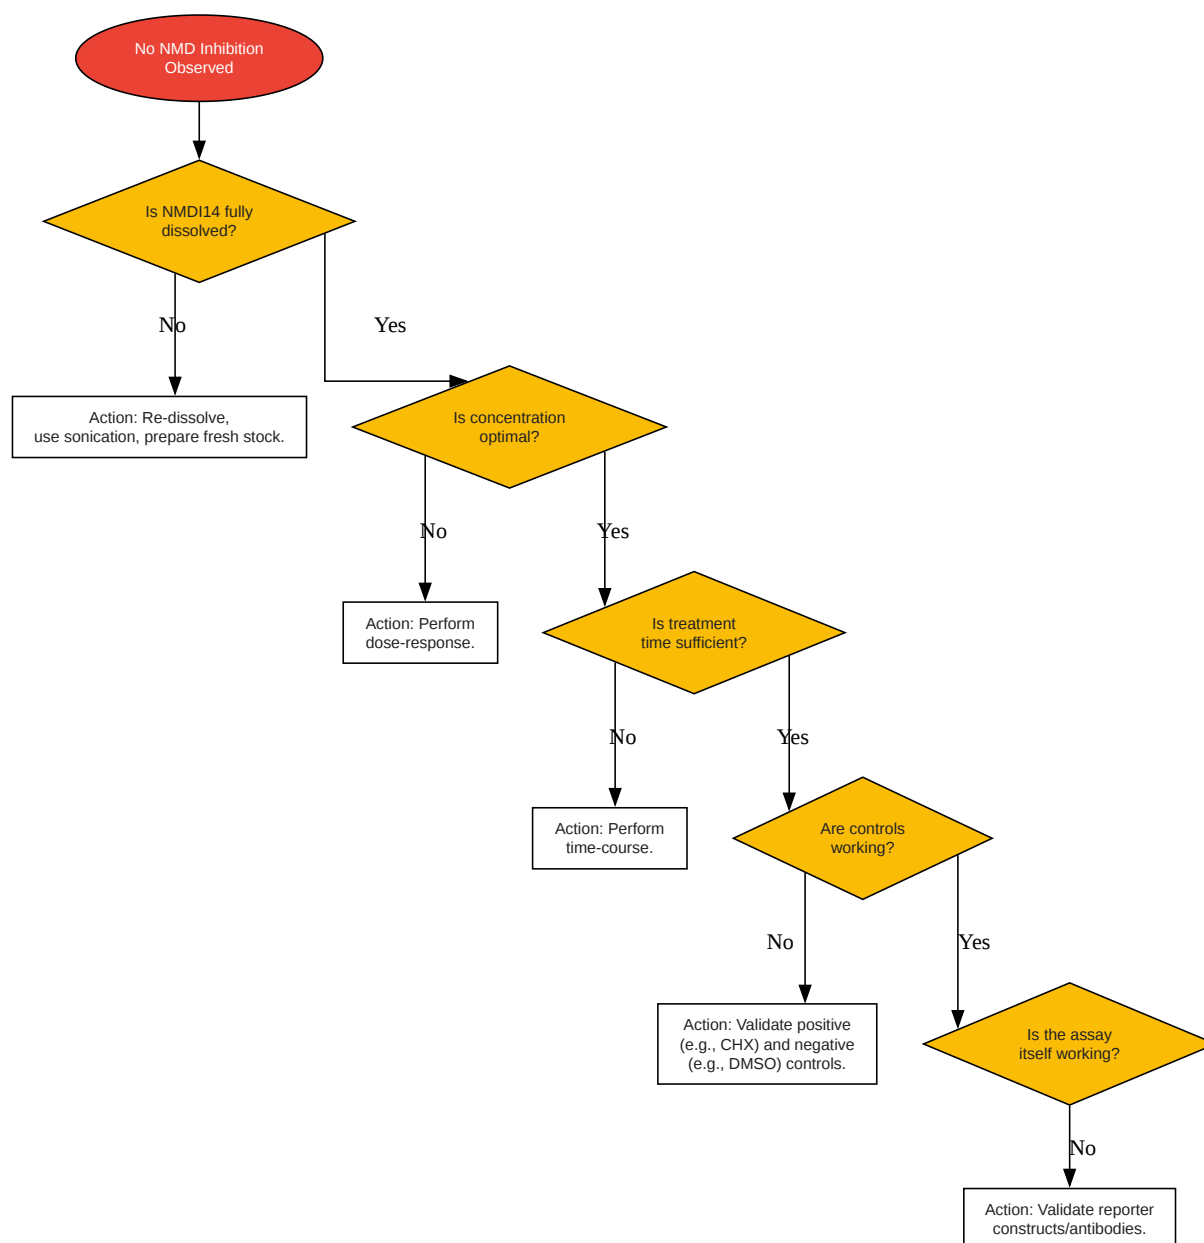 No NMD Inhibition
Observed
Is NMDI14 fully
dissolved?
No
Yes
Action: Re-dissolve,
use sonication, prepare fresh stock.
Is concentration
optimal?
No
Yes
Action: Perform
dose-response.
Is treatment
time sufficient?
No
Yes
Action: Perform
time-course.
Are controls
working?
No
Yes
Action: Validate positive
(e.g., CHX) and negative
(e.g., DMSO) controls.
Is the assay
itself working?
No
Action: Validate reporter
constructs/antibodies.